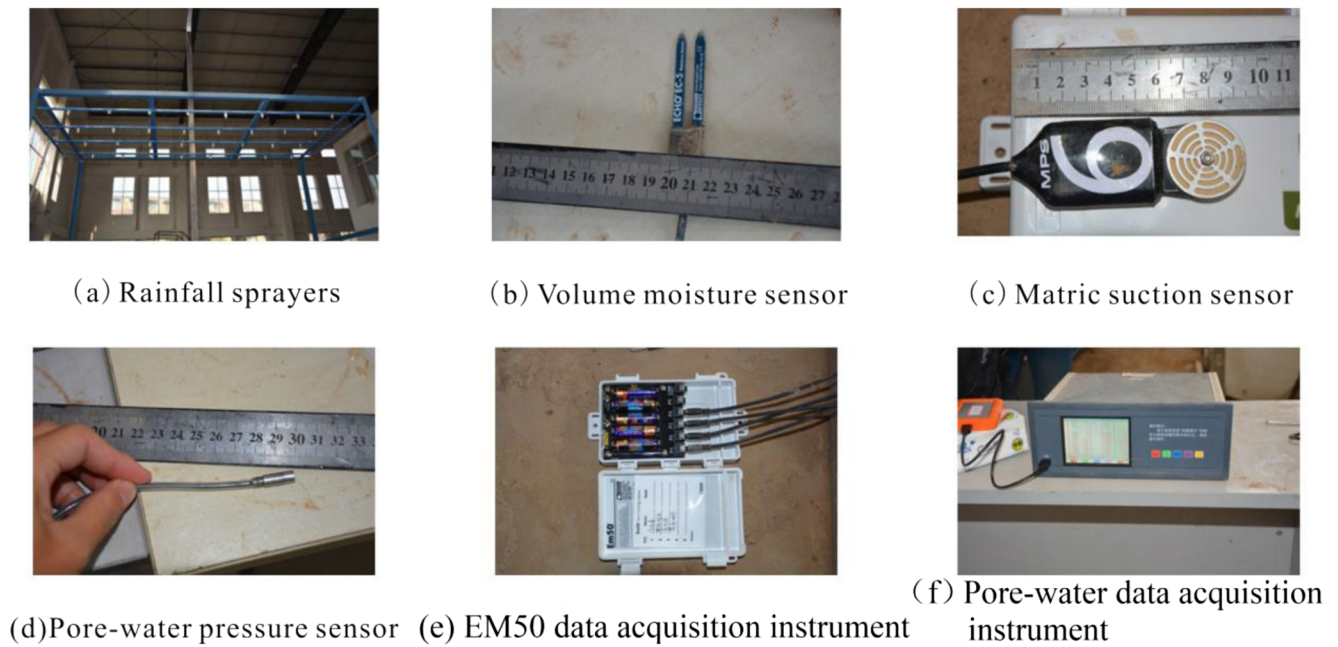 1 2 3 4 5 6 7 8 9 10 11
ECHO EC-5
12 13 14 15 16 17 18 19 20 21 22 23 24 25 26 27
MPS 6
(a) Rainfall sprayers
(b) Volume moisture sensor
(c) Matric suction sensor
20 21 22 23 24 25 26 27 28 29 30 31 32 33
Em50
(d)Pore-water pressure sensor
(e) EM50 data acquisition instrument
(f) Pore-water data acquisition
instrument